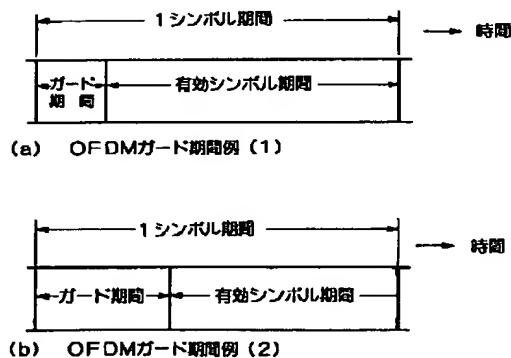 1シンボル期間
時間
ガード
期間
有効シンボル期間
(a) OFDMガード期間例(1)
1シンボル期間
時間
ガード期間
有効シンボル期間
(b) OFDMガード期間例(2)